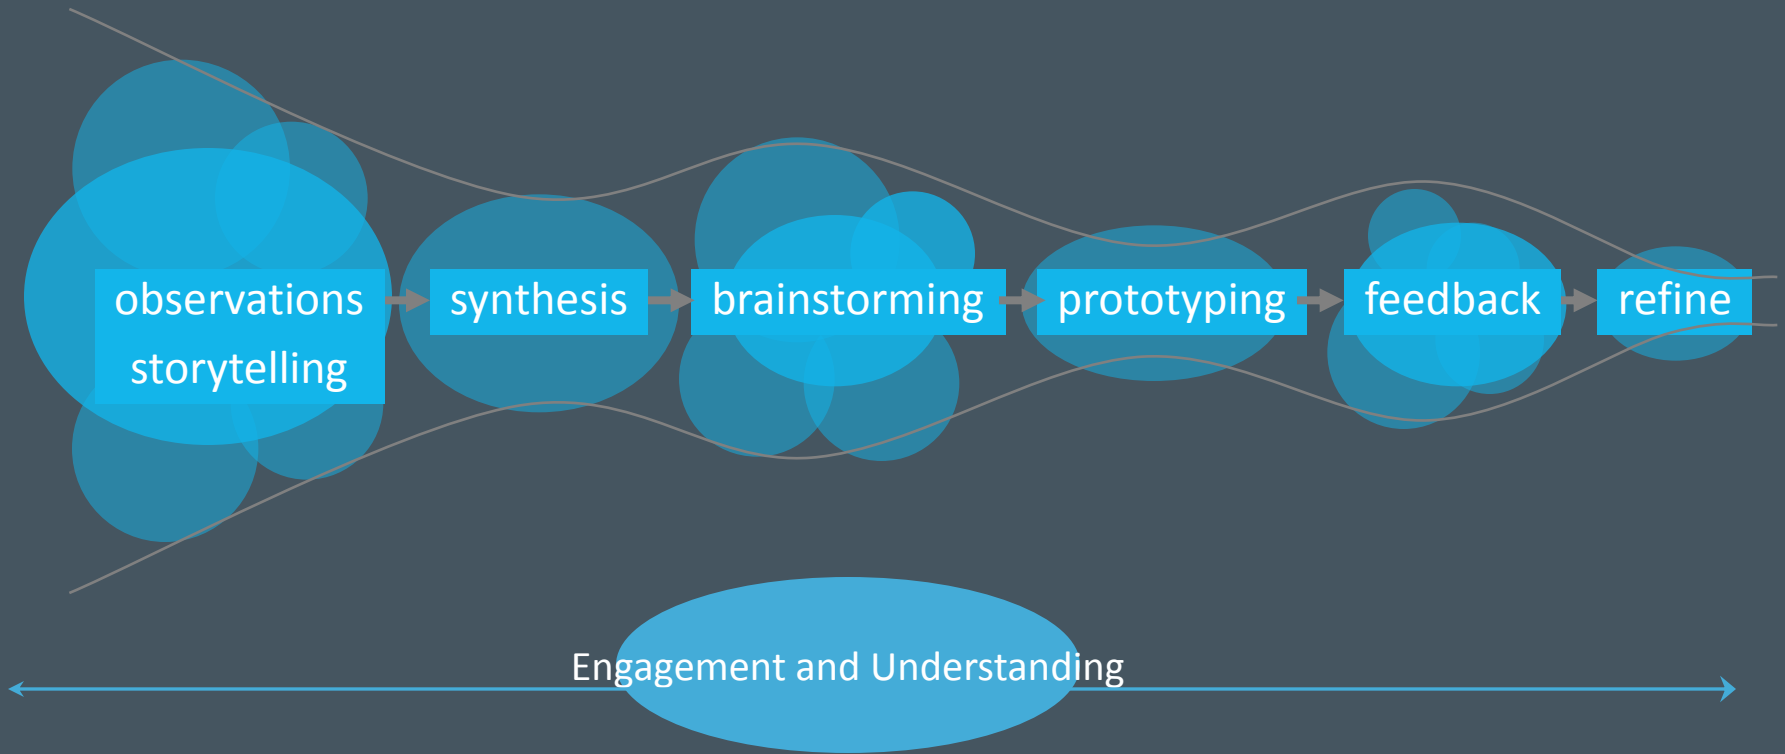 observations
storytelling
synthesis
brainstorming
prototyping
feedback
refine
Engagement and Understanding